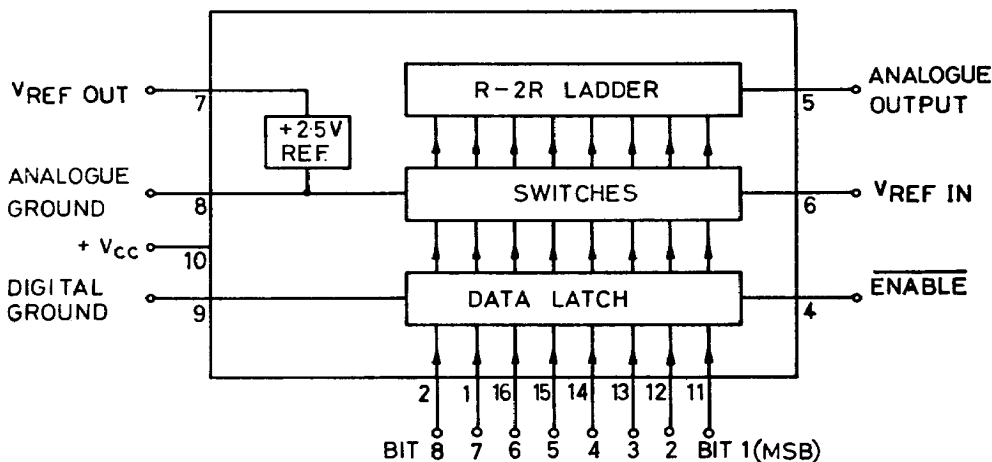 VREF OUT
7
+2·5V
REF.
R-2R LADDER
5
ANALOGUE
OUTPUT
ANALOGUE
GROUND
8
SWITCHES
6
VREF IN
+ VCC
10
DIGITAL
GROUND
9
DATA LATCH
4
ENABLE
2 1 16 15 14 13 12 11
BIT 8 7 6 5 4 3 2 BIT 1 (MSB)